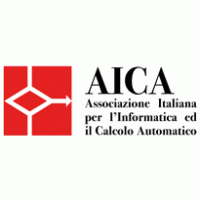 AICA
Associazione Italiana
per l'Informatica ed
il Calcolo Automatico